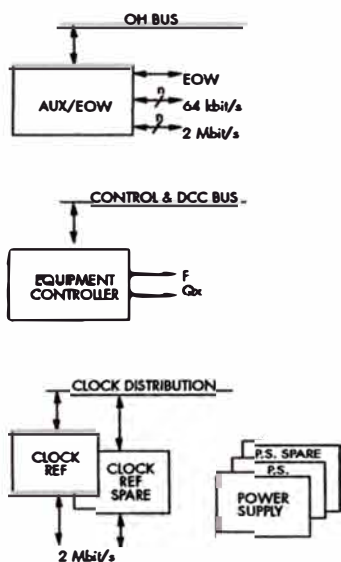 OH BUS
AUX/EOW
EOW
n
64 kbit/s
n
2 Mbit/s
CONTROL & DCC BUS
EQUIPMENT
CONTROLLER
F
Qx
CLOCK DISTRIBUTION
CLOCK
REF
CLOCK
REF
SPARE
2 Mbit/s
P.S. SPARE
P.S.
POWER
SUPPLY